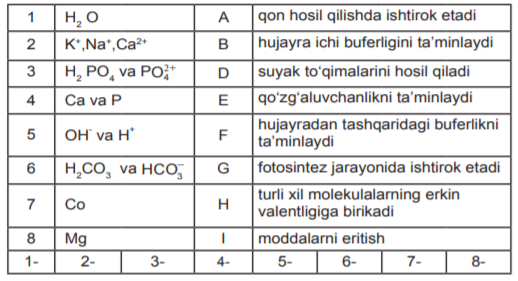 1 H₂ O A qon hosil qilishda ishtirok etadi
2 K⁺,Na⁺,Ca²⁺ B hujayra ichi buferligini ta’minlaydi
3 H₂ PO₄ va PO₄²⁺ D suyak to‘qimalarini hosil qiladi
4 Ca va P E qo‘zg‘aluvchanlikni ta’minlaydi
5 OH⁻ va H⁺ F hujayradan tashqaridagi buferlikni
ta’minlaydi
6 H₂CO₃ va HCO₃⁻ G fotosintez jarayonida ishtirok etadi
7 Co H turli xil molekulalarning erkin
valentligiga birikadi
8 Mg I moddalarni eritish
1- 2- 3- 4- 5- 6- 7- 8-